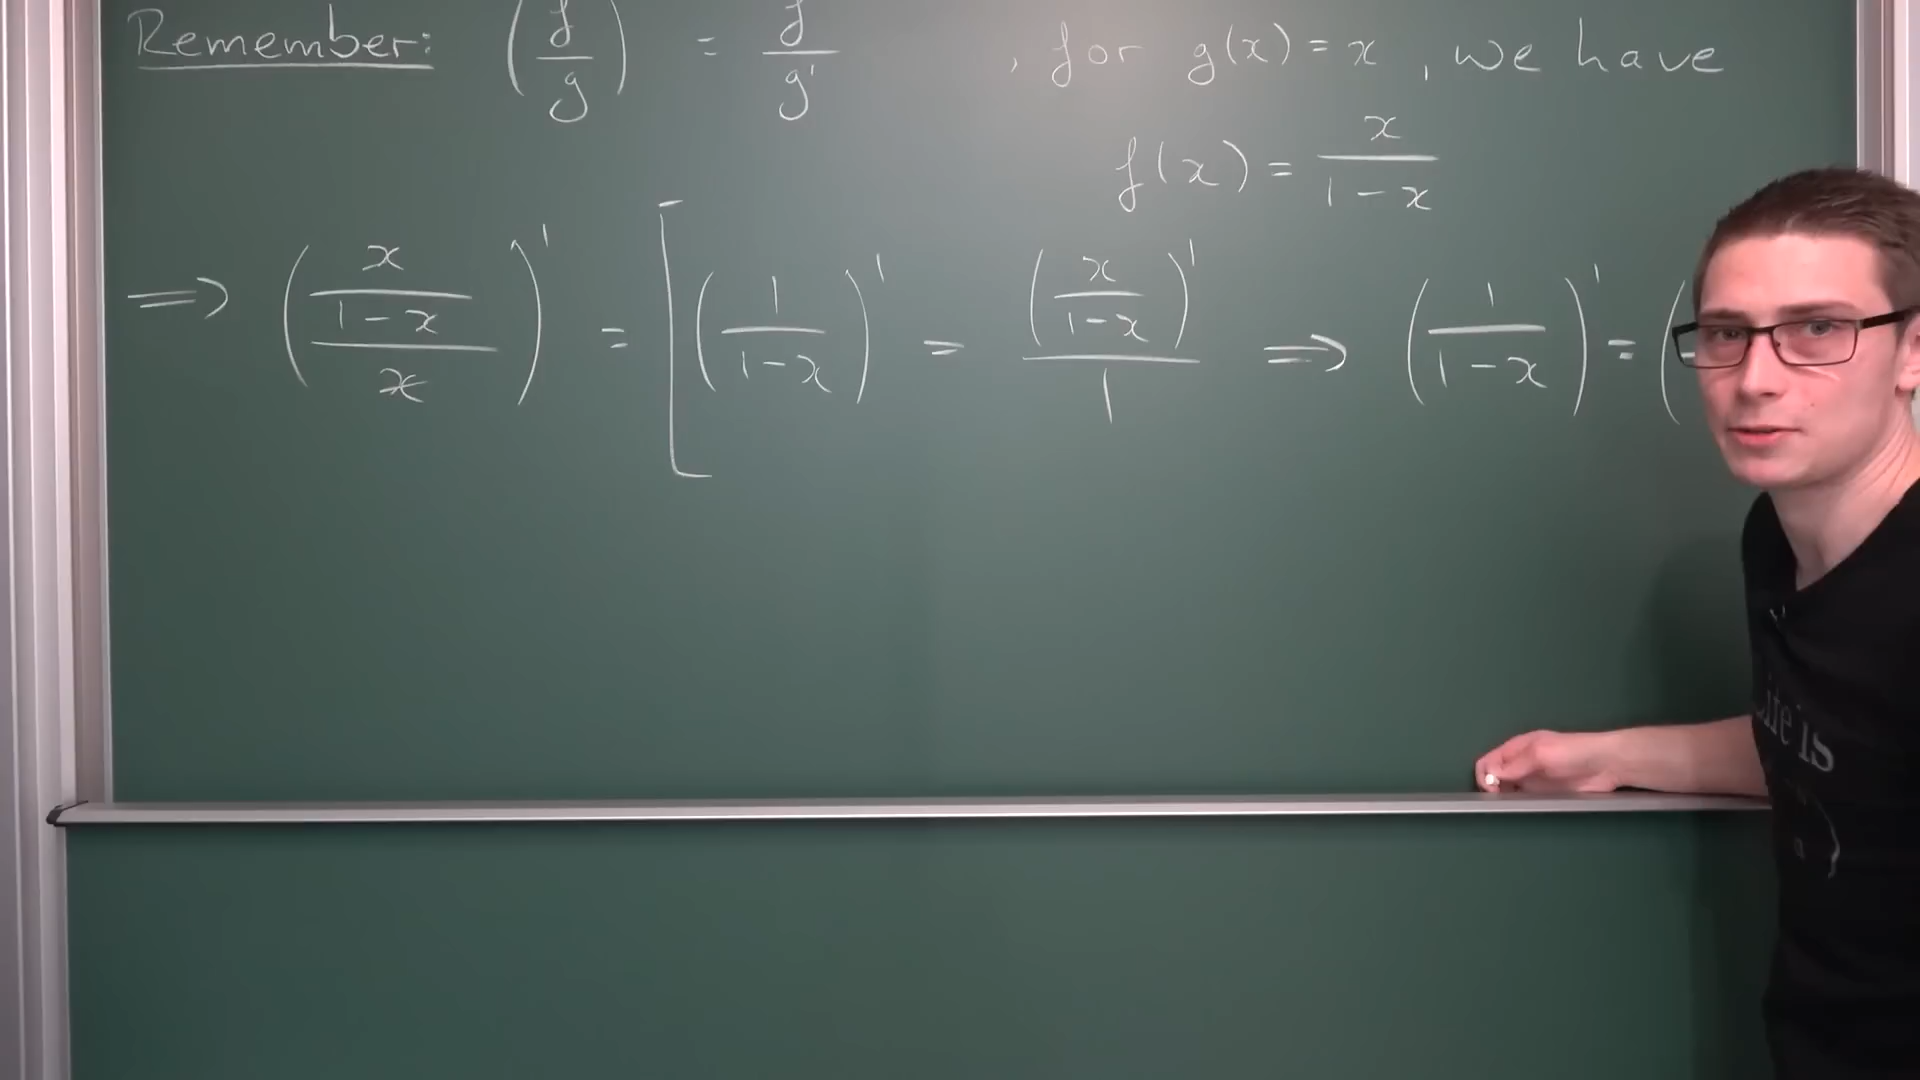 Remember: (f/g) = f/g' , for g(x) = x , we have
f(x) = x/(1-x)
⟹ ((x/(1-x))/x)' = [(1/(1-x))' = (x/(1-x))'/1 ⟹ (1/(1-x))' = (
Life is